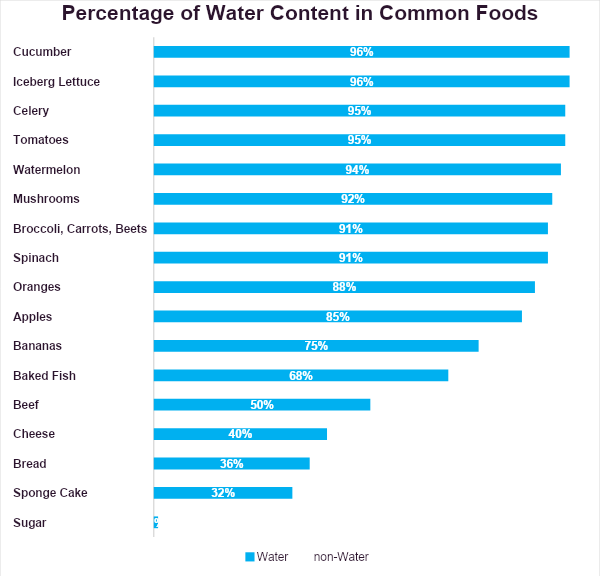 Percentage of Water Content in Common Foods
Cucumber 96%
Iceberg Lettuce 96%
Celery 95%
Tomatoes 95%
Watermelon 94%
Mushrooms 92%
Broccoli, Carrots, Beets 91%
Spinach 91%
Oranges 88%
Apples 85%
Bananas 75%
Baked Fish 68%
Beef 50%
Cheese 40%
Bread 36%
Sponge Cake 32%
Sugar
Water non-Water